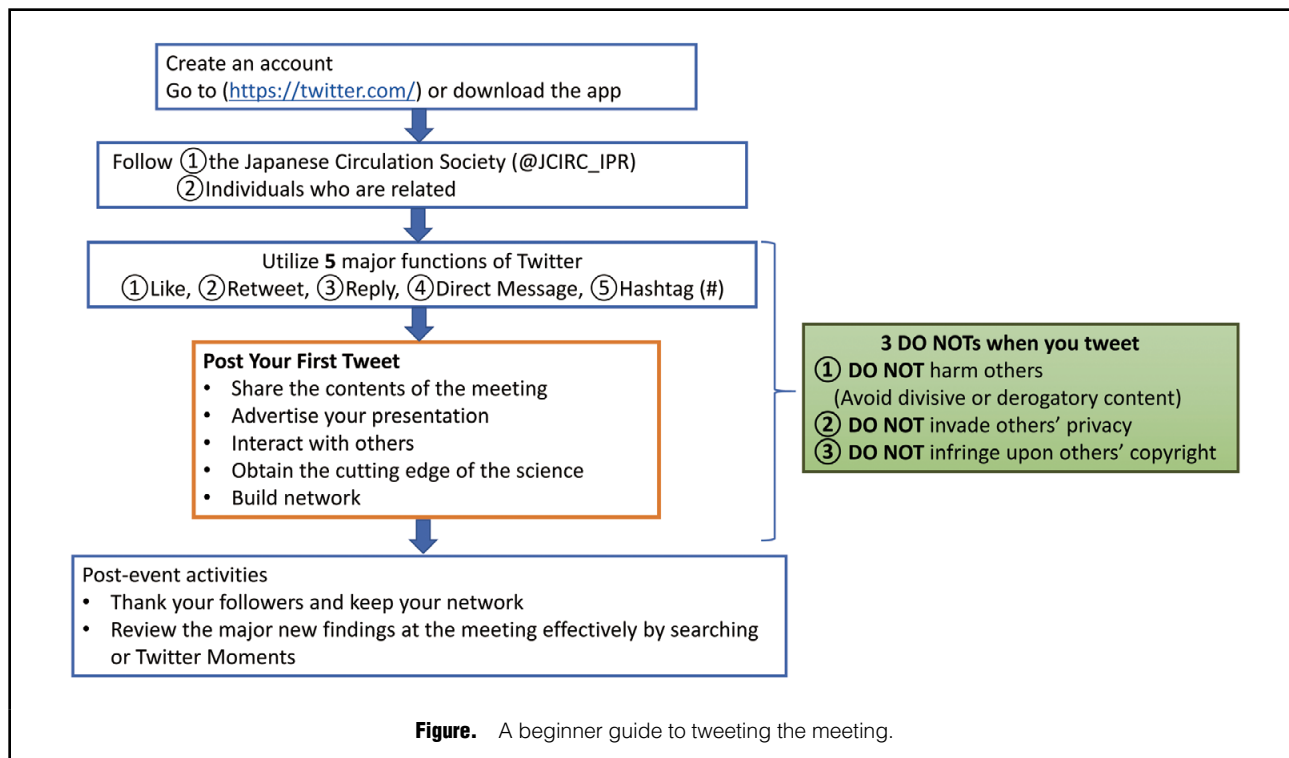 Create an account
Go to (https://twitter.com/) or download the app
Follow ①the Japanese Circulation Society (@JCIRC_IPR)
②Individuals who are related
Utilize 5 major functions of Twitter
①Like, ②Retweet, ③Reply, ④Direct Message, ⑤Hashtag (#)
Post Your First Tweet
• Share the contents of the meeting
• Advertise your presentation
• Interact with others
• Obtain the cutting edge of the science
• Build network
3 DO NOTs when you tweet
① DO NOT harm others
(Avoid divisive or derogatory content)
② DO NOT invade others’ privacy
③ DO NOT infringe upon others’ copyright
Post-event activities
• Thank your followers and keep your network
• Review the major new findings at the meeting effectively by searching
or Twitter Moments
Figure. A beginner guide to tweeting the meeting.